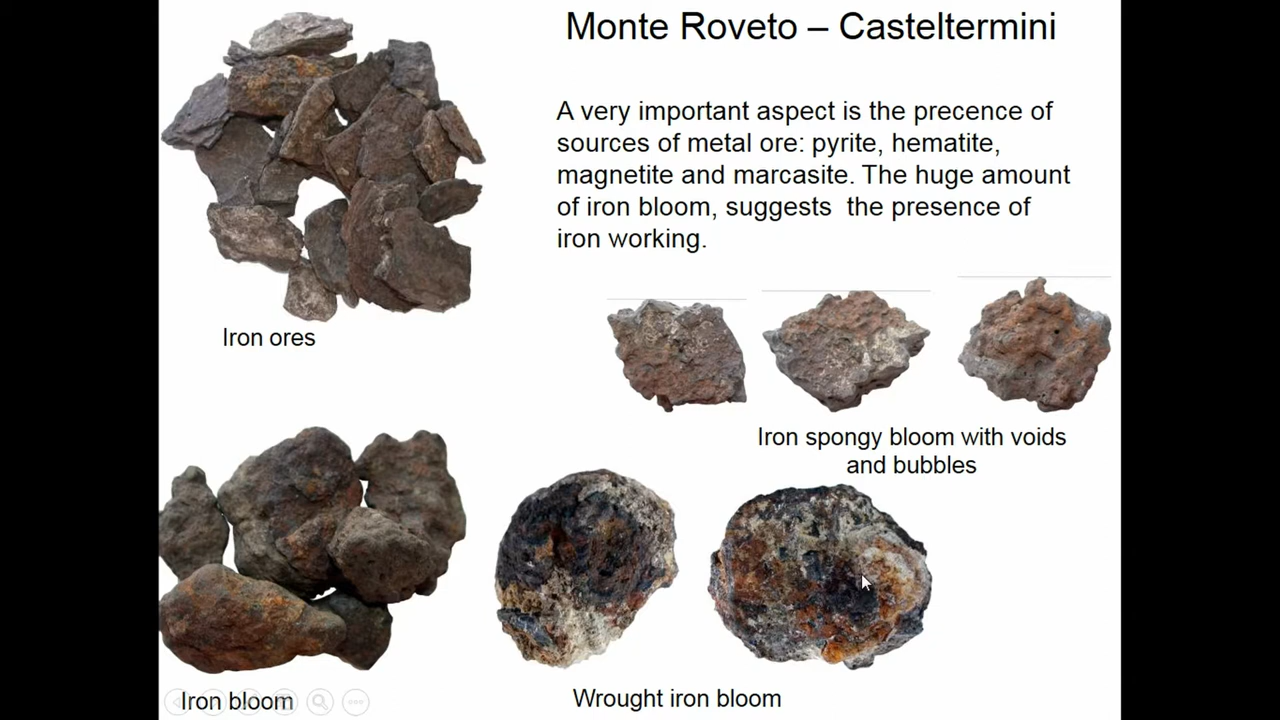 Monte Roveto – Casteltermini
A very important aspect is the precence of
sources of metal ore: pyrite, hematite,
magnetite and marcasite. The huge amount
of iron bloom, suggests the presence of
iron working.
Iron ores
Iron spongy bloom with voids
and bubbles
Iron bloom
Wrought iron bloom